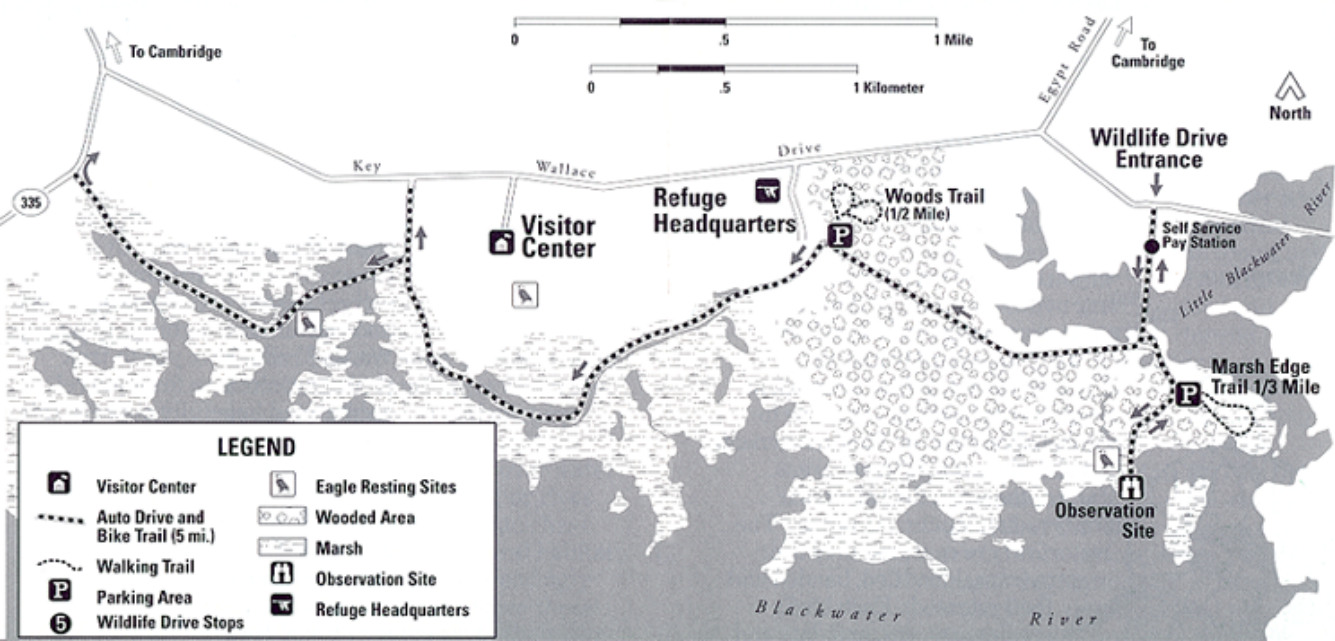 To Cambridge
0 .5 1 Mile
0 .5 1 Kilometer
Egypt Road
To
Cambridge
North
Wildlife Drive
Entrance
Key Wallace Drive
335
Refuge
Headquarters
Woods Trail
(1/2 Mile)
P
Visitor
Center
Self Service
Pay Station
Little Blackwater River
Marsh Edge
Trail 1/3 Mile
P
Observation
Site
LEGEND
Visitor Center
Auto Drive and
Bike Trail (5 mi.)
Walking Trail
P Parking Area
5 Wildlife Drive Stops
Eagle Resting Sites
Wooded Area
Marsh
Observation Site
Refuge Headquarters
Blackwater River